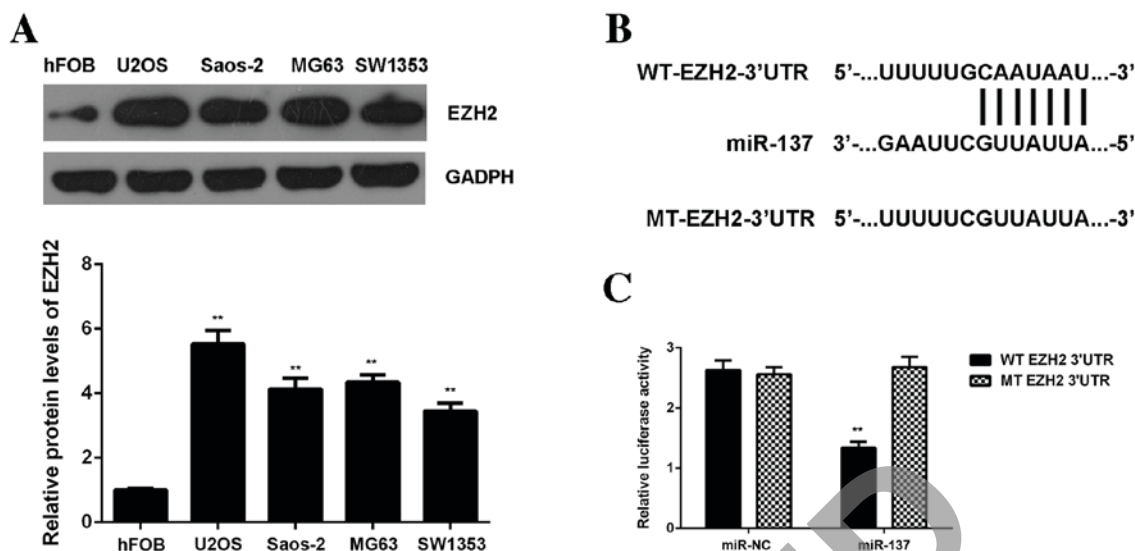 A
hFOB U2OS Saos-2 MG63 SW1353
EZH2
GADPH
Relative protein levels of EZH2
8
6
4
2
0
** ** ** **
hFOB U2OS Saos-2 MG63 SW1353
B
WT-EZH2-3'UTR 5'-...UUUUUGCAAUAAU...-3'
miR-137 3'-...GAAUUCGUUAUUA...-5'
MT-EZH2-3'UTR 5'-...UUUUUCGUUAUUA...-3'
C
Relative luciferase activity
3
2
1
0
**
miR-NC miR-137
WT EZH2 3'UTR
MT EZH2 3'UTR